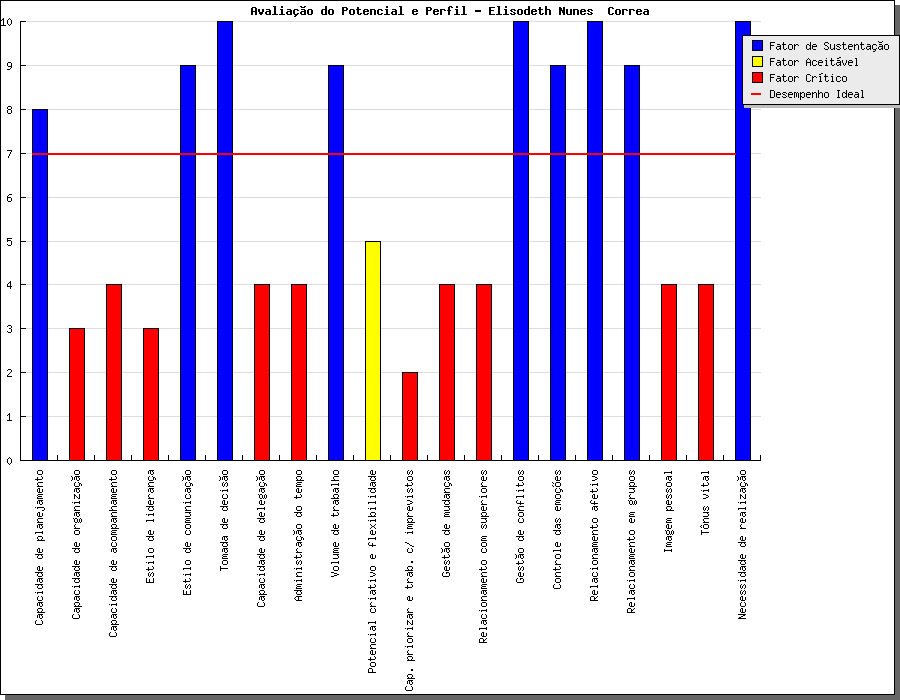 Avaliação do Potencial e Perfil - Elisodeth Nunes  Correa
10
9
8
7
6
5
4
3
2
1
0
Fator de Sustentação
Fator Aceitável
Fator Crítico
Desempenho Ideal
Capacidade de planejamento
Capacidade de organização
Capacidade de acompanhamento
Estilo de liderança
Estilo de comunicação
Tomada de decisão
Capacidade de delegação
Administração do tempo
Volume de trabalho
Potencial criativo e flexibilidade
Cap. priorizar e trab. c/ imprevistos
Gestão de mudanças
Relacionamento com superiores
Gestão de conflitos
Controle das emoções
Relacionamento afetivo
Relacionamento em grupos
Imagem pessoal
Tônus vital
Necessidade de realização